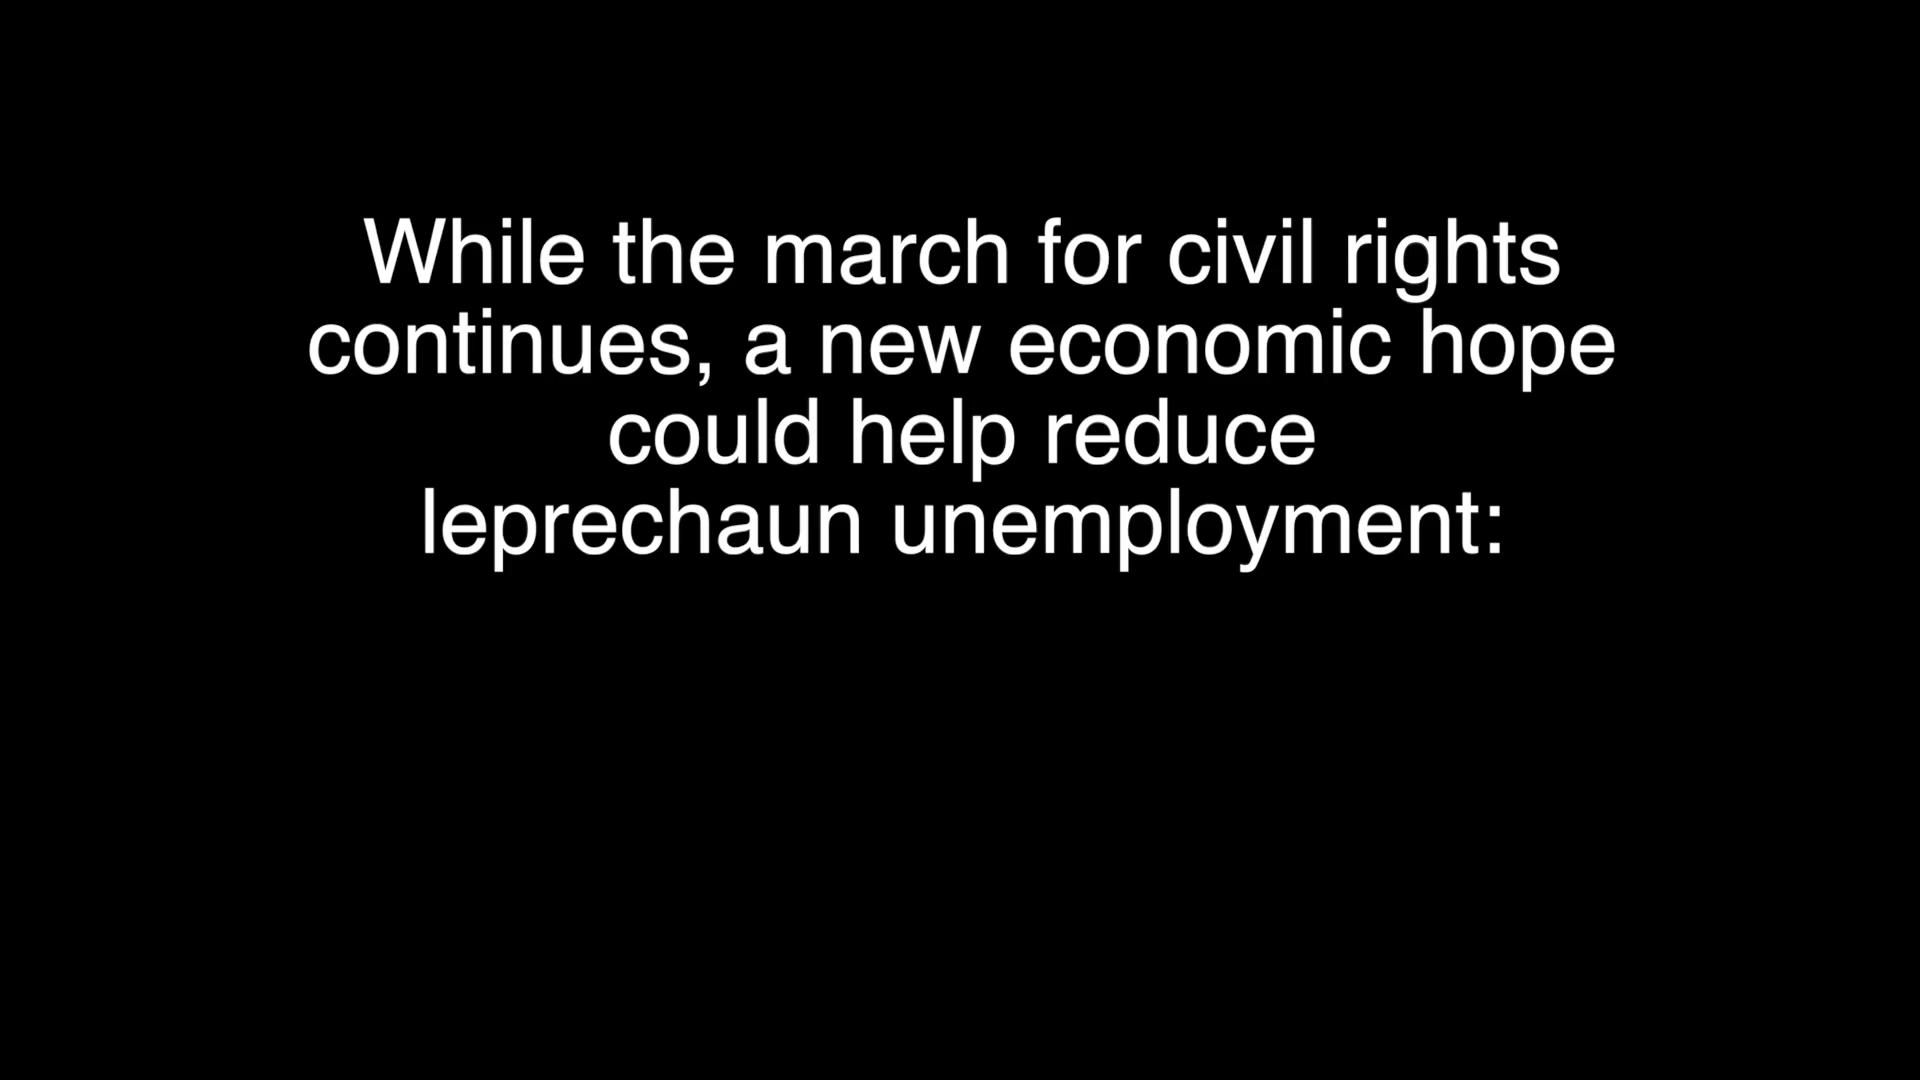 While the march for civil rights
continues, a new economic hope
could help reduce
leprechaun unemployment: